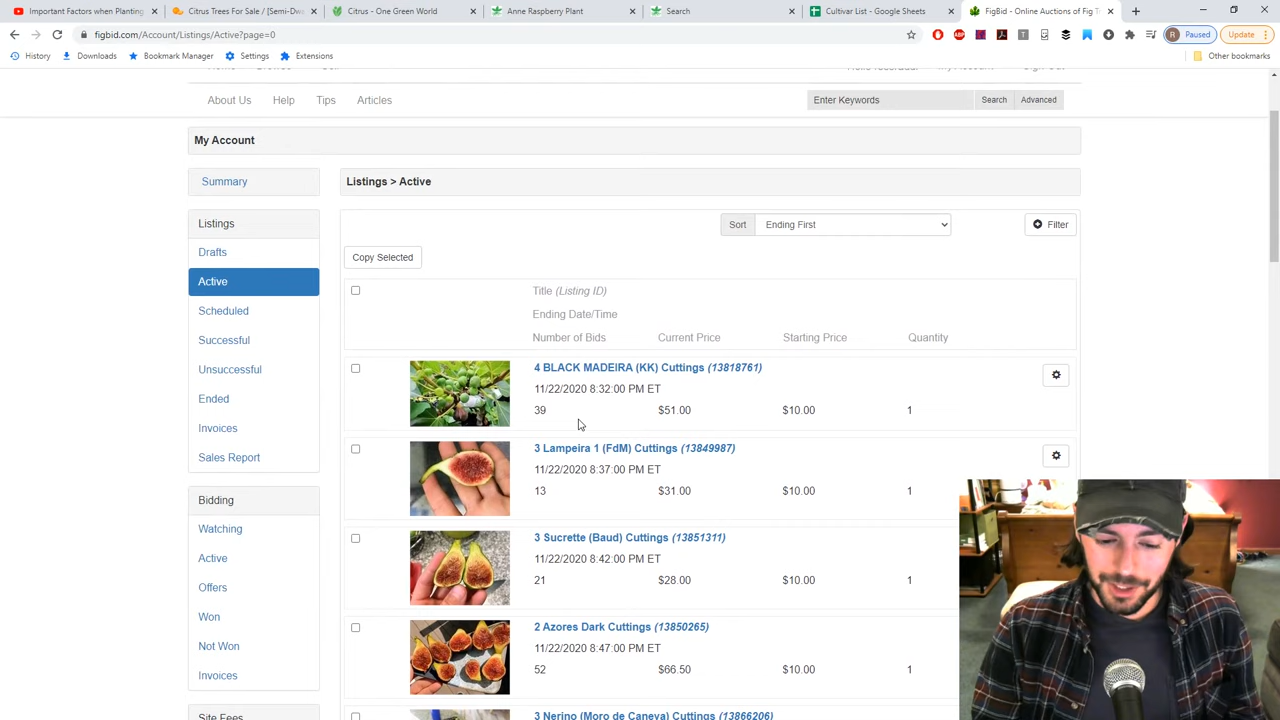 Important Factors when Planting
Citrus Trees For Sale / [Semi-Dw
Citrus - One Green World
Anne Raspberry Plant
Search
Cultivar List - Google Sheets
FigBid - Online Auctions of Fig T
figbid.com/Account/Listings/Active?page=0
R
Paused
Update
History
Downloads
Bookmark Manager
Settings
Extensions
Other bookmarks
About Us
Help
Tips
Articles
Enter Keywords
Search
Advanced
My Account
Summary
Listings > Active
Listings
Sort
Ending First
Filter
Drafts
Copy Selected
Active
Title (Listing ID)
Ending Date/Time
Scheduled
Number of Bids
Current Price
Starting Price
Quantity
Successful
Unsuccessful
4 BLACK MADEIRA (KK) Cuttings (13818761)
11/22/2020 8:32:00 PM ET
Ended
39
$51.00
$10.00
1
Invoices
3 Lampeira 1 (FdM) Cuttings (13849987)
Sales Report
11/22/2020 8:37:00 PM ET
13
$31.00
$10.00
1
Bidding
Watching
3 Sucrette (Baud) Cuttings (13851311)
Active
11/22/2020 8:42:00 PM ET
21
$28.00
$10.00
1
Offers
Won
2 Azores Dark Cuttings (13850265)
Not Won
11/22/2020 8:47:00 PM ET
52
$66.50
$10.00
1
Invoices
Site Fees
3 Nerino (Moro de Caneva) Cuttings (13866206)